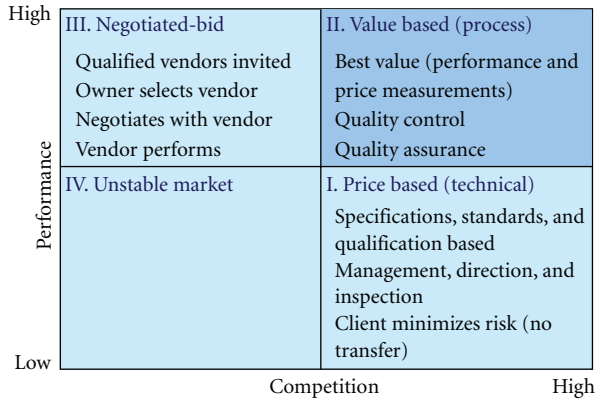 High
III. Negotiated-bid
Qualified vendors invited
Owner selects vendor
Negotiates with vendor
Vendor performs
II. Value based (process)
Best value (performance and
price measurements)
Quality control
Quality assurance
Performance
IV. Unstable market
I. Price based (technical)
Specifications, standards, and
qualification based
Management, direction, and
inspection
Client minimizes risk (no
transfer)
Low
Competition
High